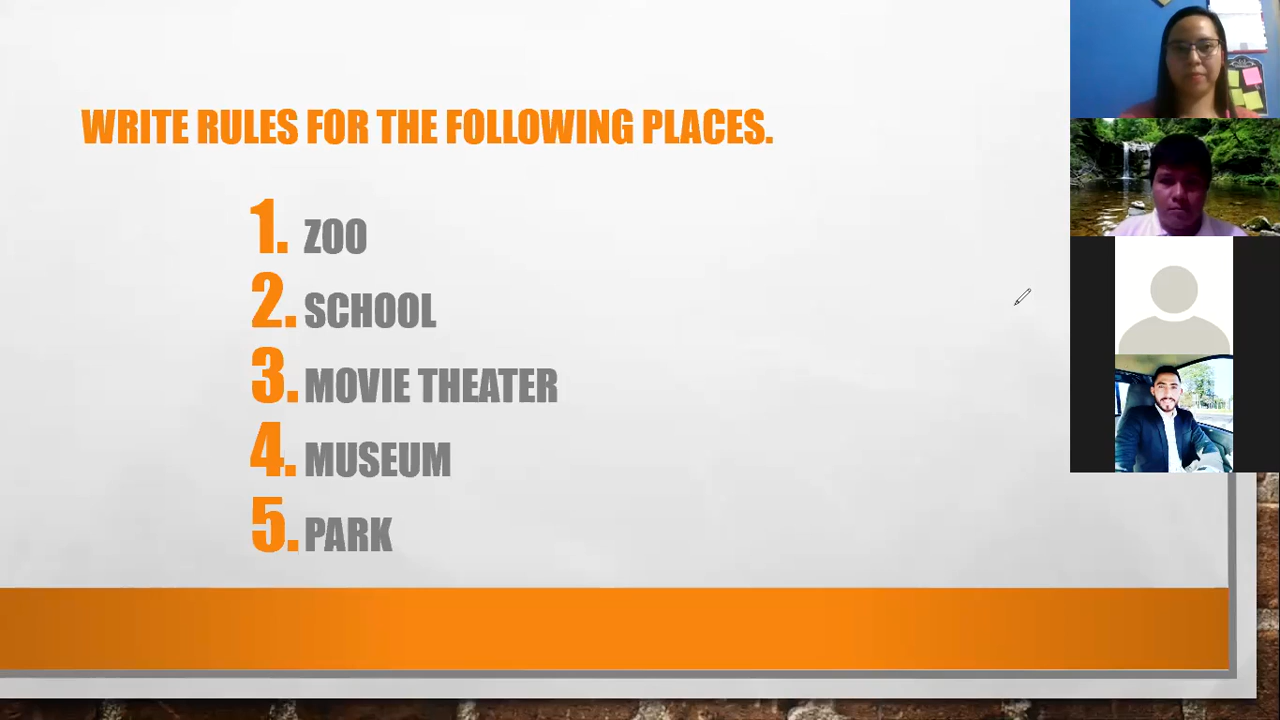 WRITE RULES FOR THE FOLLOWING PLACES.
1. ZOO
2. SCHOOL
3. MOVIE THEATER
4. MUSEUM
5. PARK